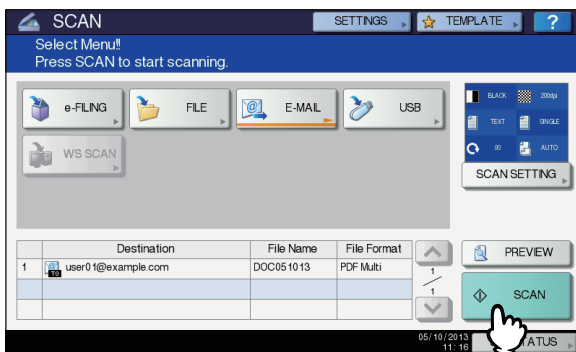 SCAN
SETTINGS
TEMPLATE
?
Select Menu!!
Press SCAN to start scanning.
e-FILING
FILE
E-MAIL
USB
WS SCAN
BLACK
200dpi
TEXT
SINGLE
90
AUTO
SCAN SETTING
Destination File Name File Format
1 TO user01@example.com DOC051013 PDF Multi
1
1
PREVIEW
SCAN
05/10/2013
11:16
TATUS